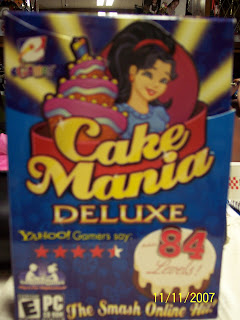 Cake
Mania
DELUXE
YAHOO! Gamers say:
84
Levels!
E PC
The Smash Online Hit
11/11/2007